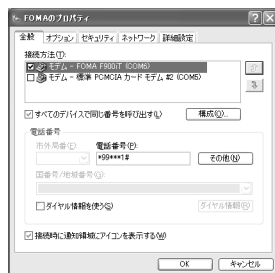 FOMAのプロパティ
全般 オプション セキュリティ ネットワーク 詳細設定
接続方法(T):
モデム - FOMA F900iT (COM6)
モデム - 標準 PCMCIA カード モデム #2 (COM5)
すべてのデバイスで同じ番号を呼び出す(L) 構成(O)...
電話番号
市外局番(E): 電話番号(P):
*99***1# その他(N)
国番号/地域番号(G):
ダイヤル情報を使う(S) ダイヤル情報(R)
接続時に通知領域にアイコンを表示する(W)
OK キャンセル